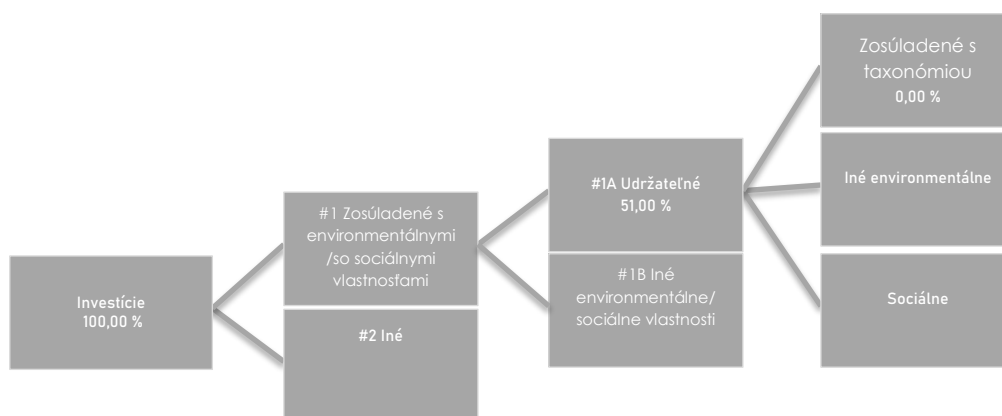 Investície
100,00 %
#1 Zosúladené s
environmentálnymi
/so sociálnymi
vlastnosťami
#2 Iné
#1A Udržateľné
51,00 %
#1B Iné
environmentálne/
sociálne vlastnosti
Zosúladené s
taxonómiou
0,00 %
Iné environmentálne
Sociálne